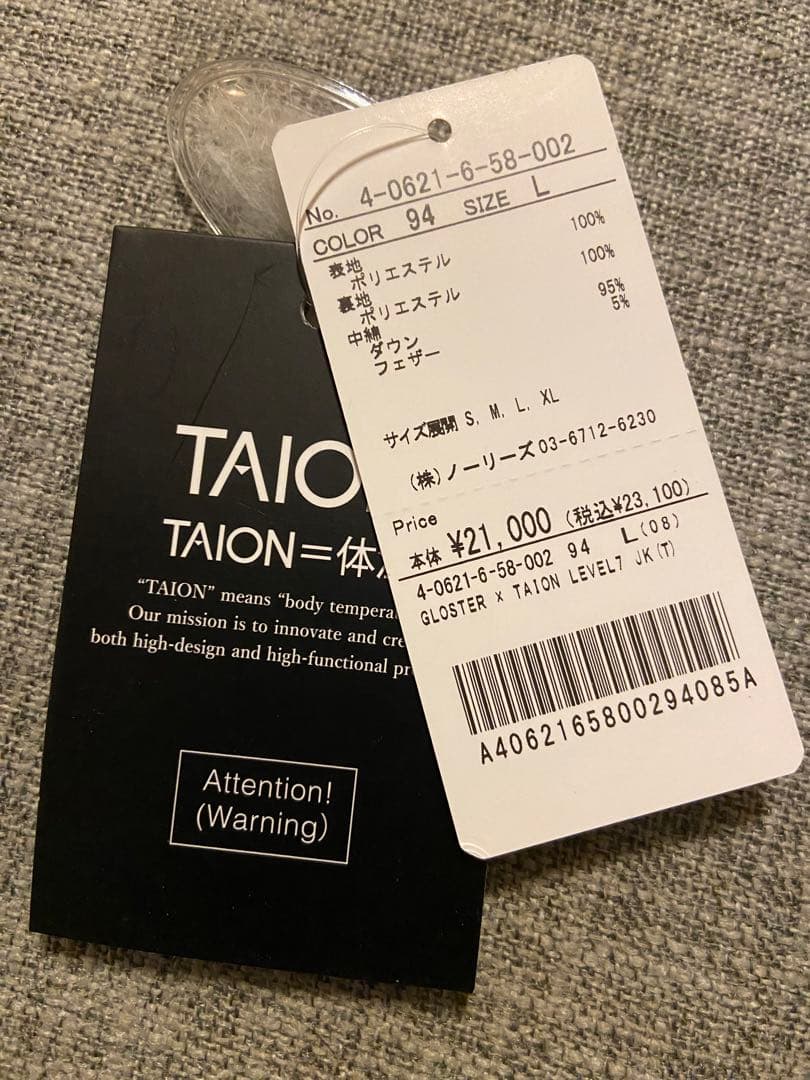 No. 4-0621-6-58-002
COLOR 94 SIZE L
表地
ポリエステル 100%
裏地
ポリエステル 100%
中綿
ダウン 95%
フェザー 5%
サイズ展開 S, M, L, XL
(株)ノーリーズ 03-6712-6230
Price
本体 ¥21,000 (税込¥23,100)
4-0621-6-58-002 94 L(08)
GLOSTER × TAION LEVEL7 JK(T)
A4062165800294085A
TAIO
TAION=体
"TAION" means "body tempera
Our mission is to innovate and cre
both high-design and high-functional pr
Attention!
(Warning)